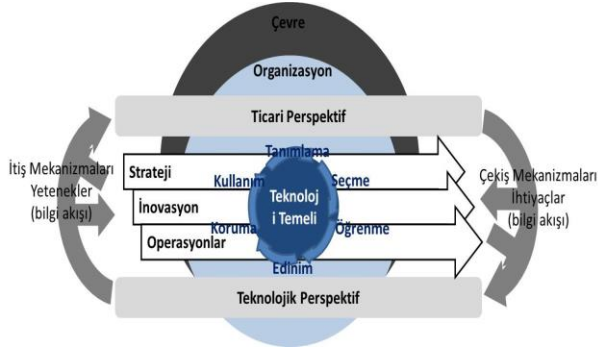 Çevre
Organizasyon
Ticari Perspektif
Tanımlama
Strateji
Kullanım
Seçme
İtiş Mekanizmaları
Yetenekler
(bilgi akışı)
Çekiş Mekanizmaları
İhtiyaçlar
(bilgi akışı)
İnovasyon
Teknoloj
i Temeli
Koruma
Öğrenme
Operasyonlar
Edinim
Teknolojik Perspektif